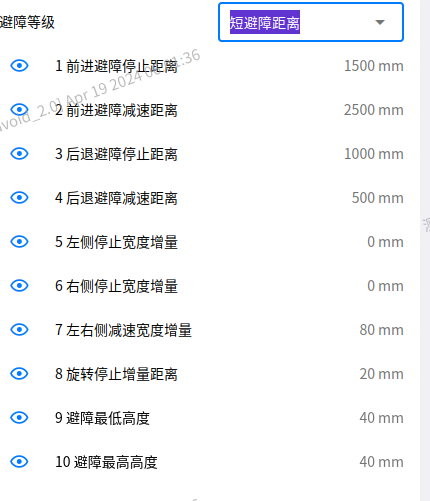 避障等级 短避障距离
1 前进避障停止距离 1500 mm
2 前进避障减速距离 2500 mm
3 后退避障停止距离 1000 mm
4 后退避障减速距离 500 mm
5 左侧停止宽度增量 0 mm
6 右侧停止宽度增量 0 mm
7 左右侧减速宽度增量 80 mm
8 旋转停止增量距离 20 mm
9 避障最低高度 40 mm
10 避障最高高度 40 mm
Apr 19 2024